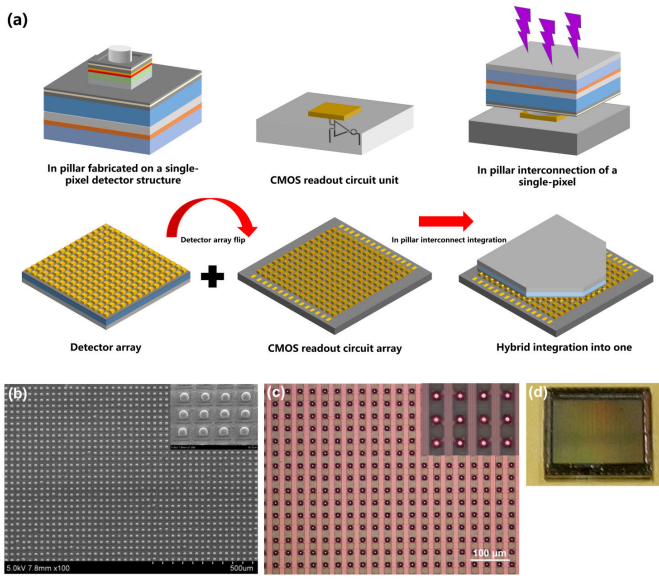 (a)
In pillar fabricated on a single-
pixel detector structure
CMOS readout circuit unit
In pillar interconnection of a
single-pixel
Detector array flip
In pillar interconnect integration
Detector array
CMOS readout circuit array
Hybrid integration into one
(b)
5.0kV 7.8mm x100
500um
(c)
100 μm
(d)